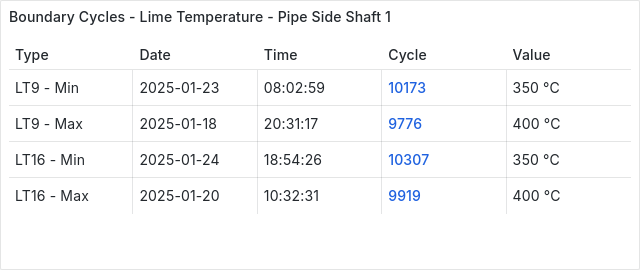 Boundary Cycles - Lime Temperature - Pipe Side Shaft 1
Type Date Time Cycle Value
LT9 - Min 2025-01-23 08:02:59 10173 350 °C
LT9 - Max 2025-01-18 20:31:17 9776 400 °C
LT16 - Min 2025-01-24 18:54:26 10307 350 °C
LT16 - Max 2025-01-20 10:32:31 9919 400 °C